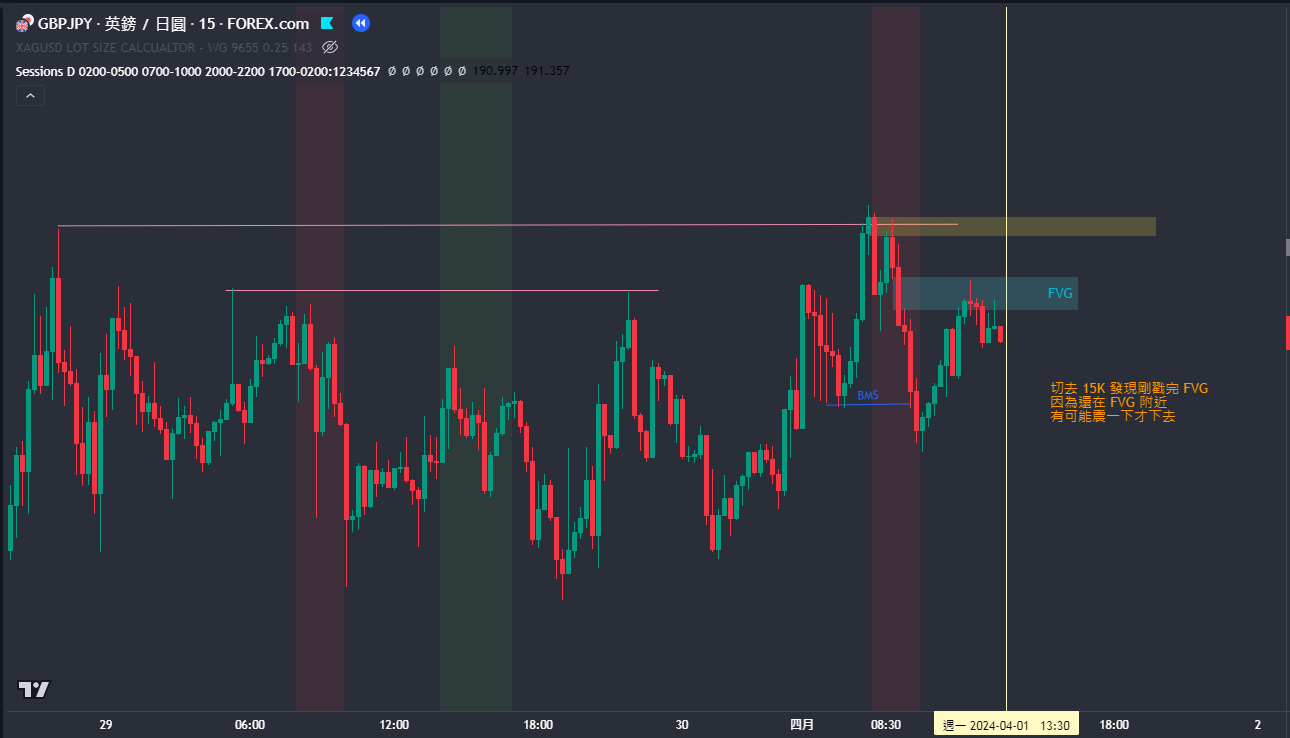 GBPJPY · 英鎊 / 日圓 · 15 · FOREX.com
XAGUSD LOT SIZE CALCUALTOR - WG 9655 0.25 143
Sessions D 0200-0500 0700-1000 2000-2200 1700-0200:1234567 Ø Ø Ø Ø Ø Ø 190.997 191.357
FVG
BMS
切去 15K 發現剛戳完 FVG
因為還在 FVG 附近
有可能震一下才下去
29 06:00 12:00 18:00 30 四月 08:30 週一 2024-04-01 13:30 18:00 2